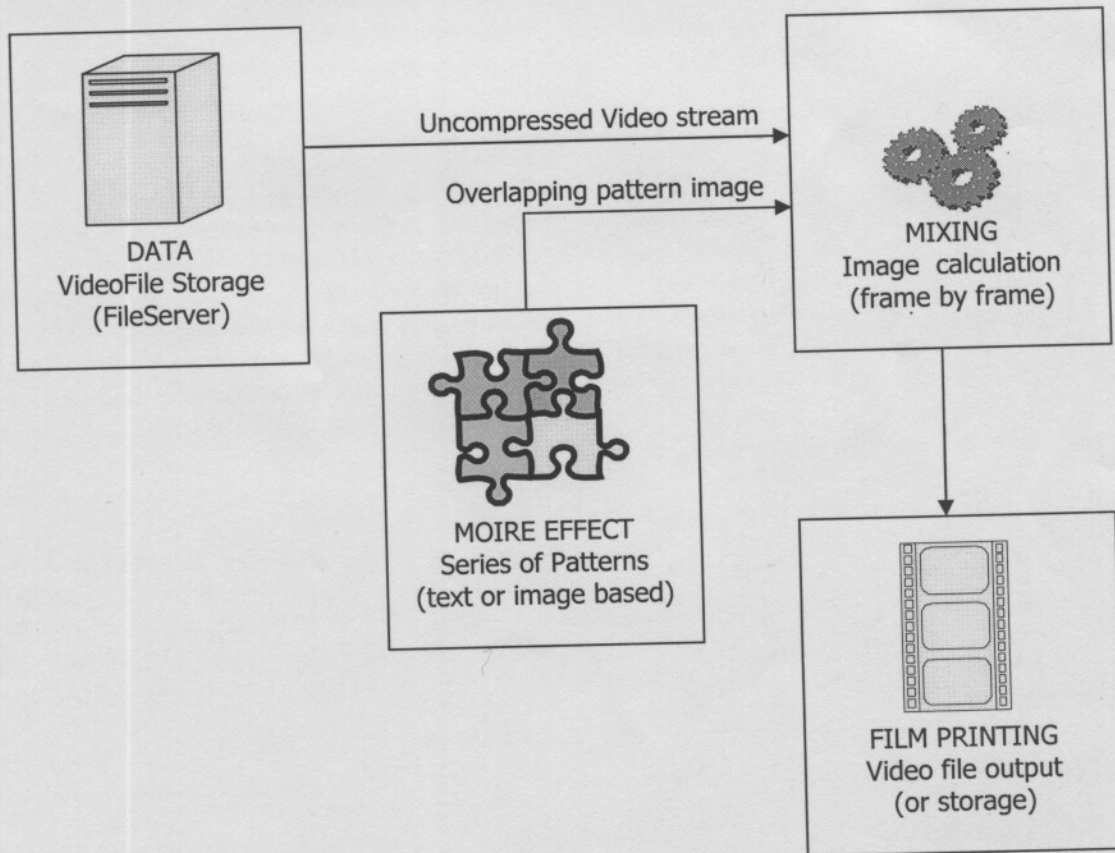 Uncompressed Video stream
Overlapping pattern image
DATA
VideoFile Storage
(FileServer)
MIXING
Image calculation
(frame by frame)
MOIRE EFFECT
Series of Patterns
(text or image based)
FILM PRINTING
Video file output
(or storage)